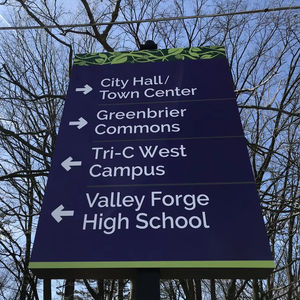 City Hall/
Town Center
Greenbrier
Commons
Tri-C West
Campus
Valley Forge
High School